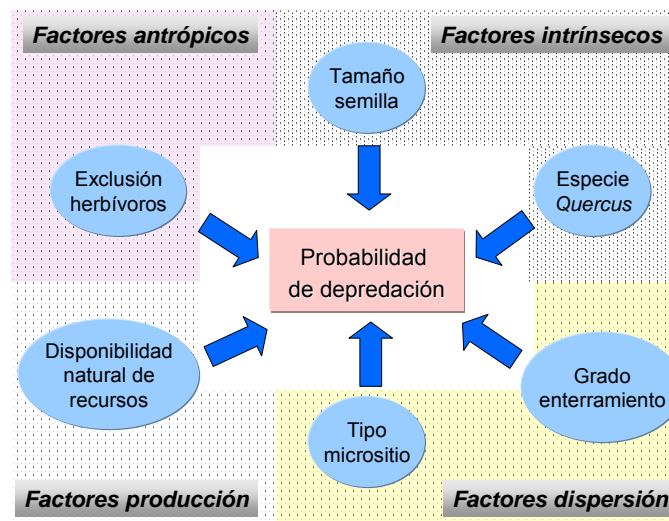 Factores antrópicos
Factores intrínsecos
Tamaño
semilla
Exclusión
herbívoros
Especie
Quercus
Probabilidad
de depredación
Disponibilidad
natural de
recursos
Grado
enterramiento
Tipo
micrositio
Factores producción
Factores dispersión